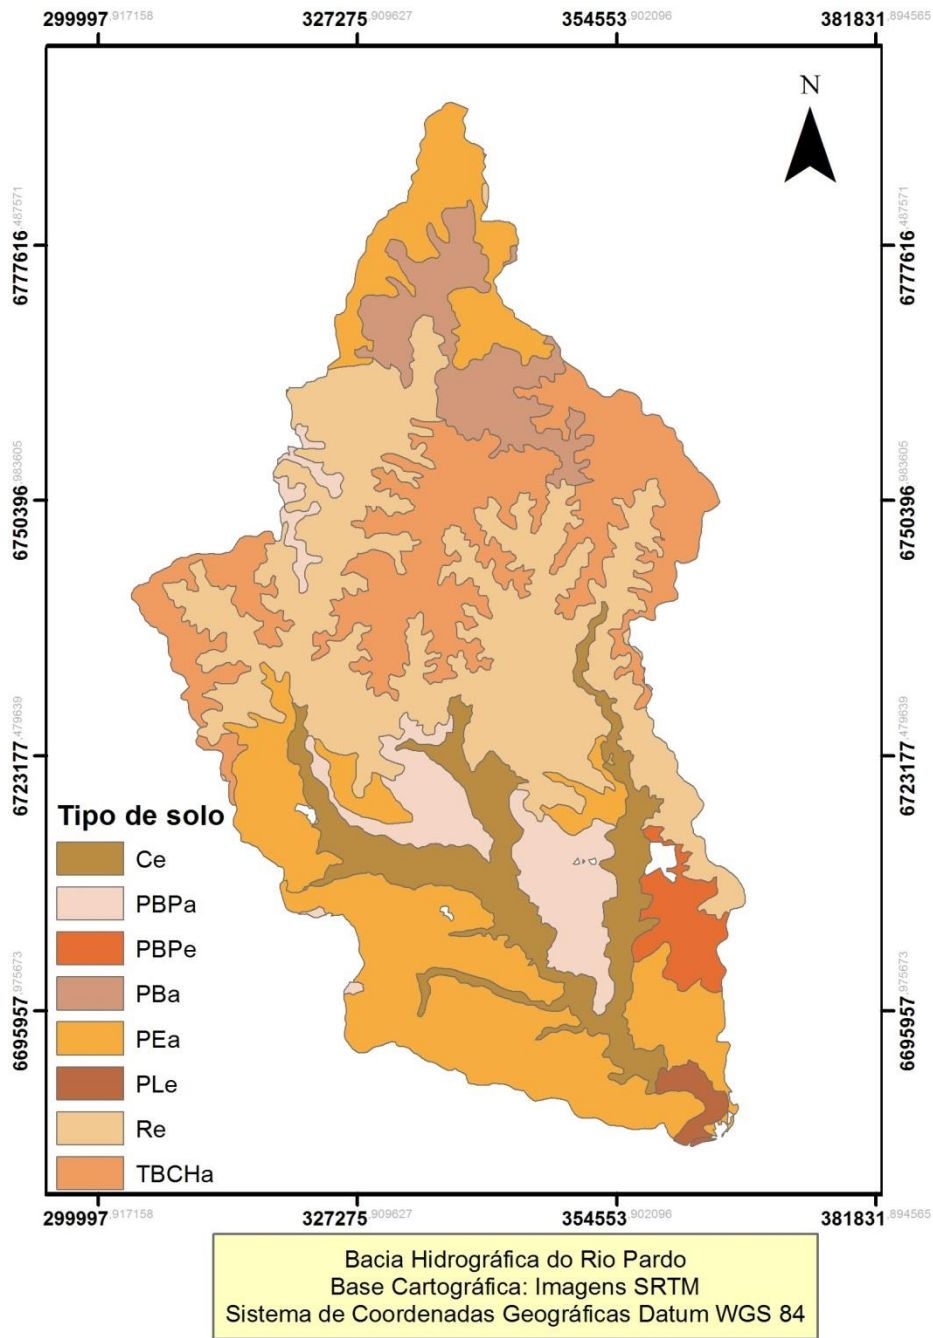 299997,917158 327275,909627 354553,902096 381831,894565
N
6777616,487571 6777616,487571
6750396,983605 6750396,983605
6723177,479639 6723177,479639
6695957,975673 6695957,975673
Tipo de solo
Ce
PBPa
PBPe
PBa
PEa
PLe
Re
TBCHa
299997,917158 327275,909627 354553,902096 381831,894565
Bacia Hidrográfica do Rio Pardo
Base Cartográfica: Imagens SRTM
Sistema de Coordenadas Geográficas Datum WGS 84